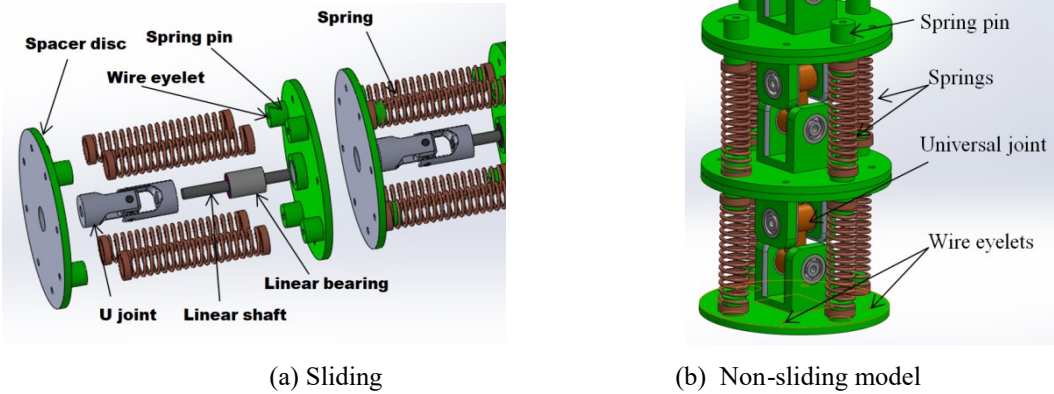 Spacer disc
Spring pin
Wire eyelet
Spring
U joint
Linear shaft
Linear bearing
(a) Sliding
Spring pin
Springs
Universal joint
Wire eyelets
(b) Non-sliding model